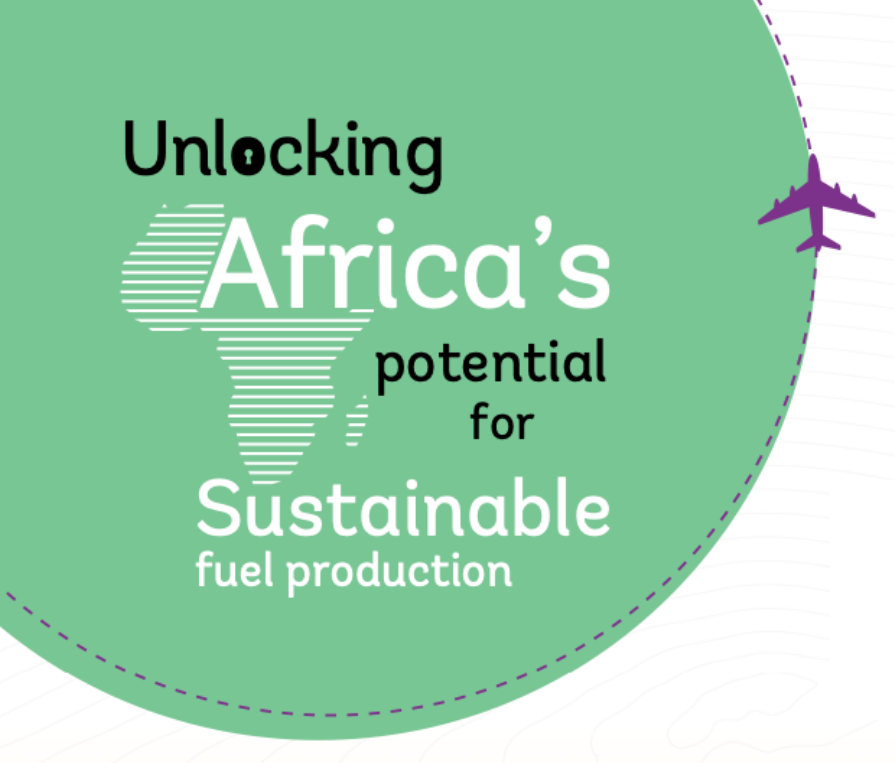 Unlocking
Africa’s
potential
for
Sustainable
fuel production